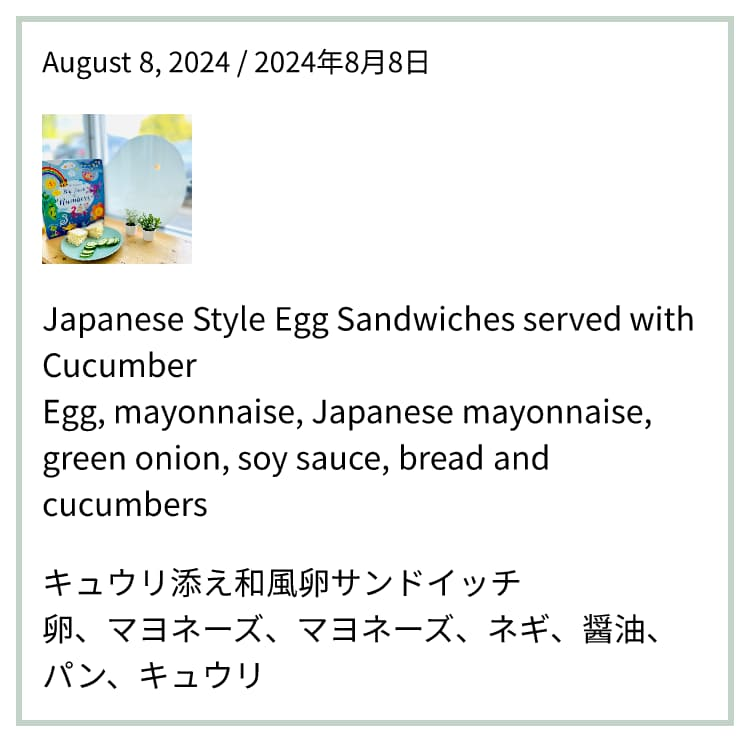 August 8, 2024 / 2024年8月8日
Numbers
Japanese Style Egg Sandwiches served with
Cucumber
Egg, mayonnaise, Japanese mayonnaise,
green onion, soy sauce, bread and
cucumbers
キュウリ添え和風卵サンドイッチ
卵、マヨネーズ、マヨネーズ、ネギ、醤油、
パン、キュウリ